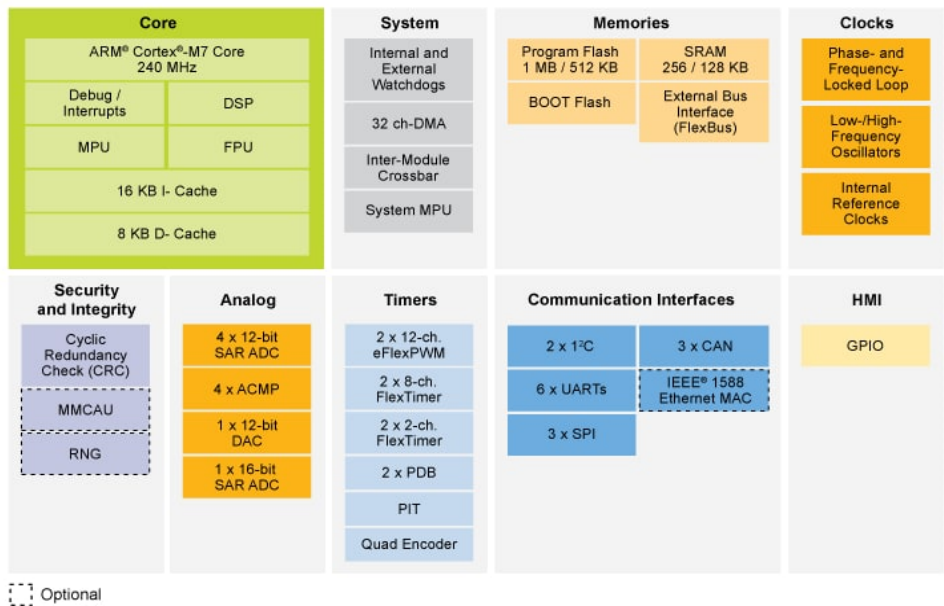 Core
ARM® Cortex®-M7 Core
240 MHz
Debug /
Interrupts
DSP
MPU
FPU
16 KB I- Cache
8 KB D- Cache
System
Internal and
External
Watchdogs
32 ch-DMA
Inter-Module
Crossbar
System MPU
Memories
Program Flash
1 MB / 512 KB
SRAM
256 / 128 KB
BOOT Flash
External Bus
Interface
(FlexBus)
Clocks
Phase- and
Frequency-
Locked Loop
Low-/High-
Frequency
Oscillators
Internal
Reference
Clocks
Security
and Integrity
Cyclic
Redundancy
Check (CRC)
MMCAU
RNG
Analog
4 x 12-bit
SAR ADC
4 x ACMP
1 x 12-bit
DAC
1 x 16-bit
SAR ADC
Timers
2 x 12-ch.
eFlexPWM
2 x 8-ch.
FlexTimer
2 x 2-ch.
FlexTimer
2 x PDB
PIT
Quad Encoder
Communication Interfaces
2 x 1²C
3 x CAN
6 x UARTs
IEEE® 1588
Ethernet MAC
3 x SPI
HMI
GPIO
Optional